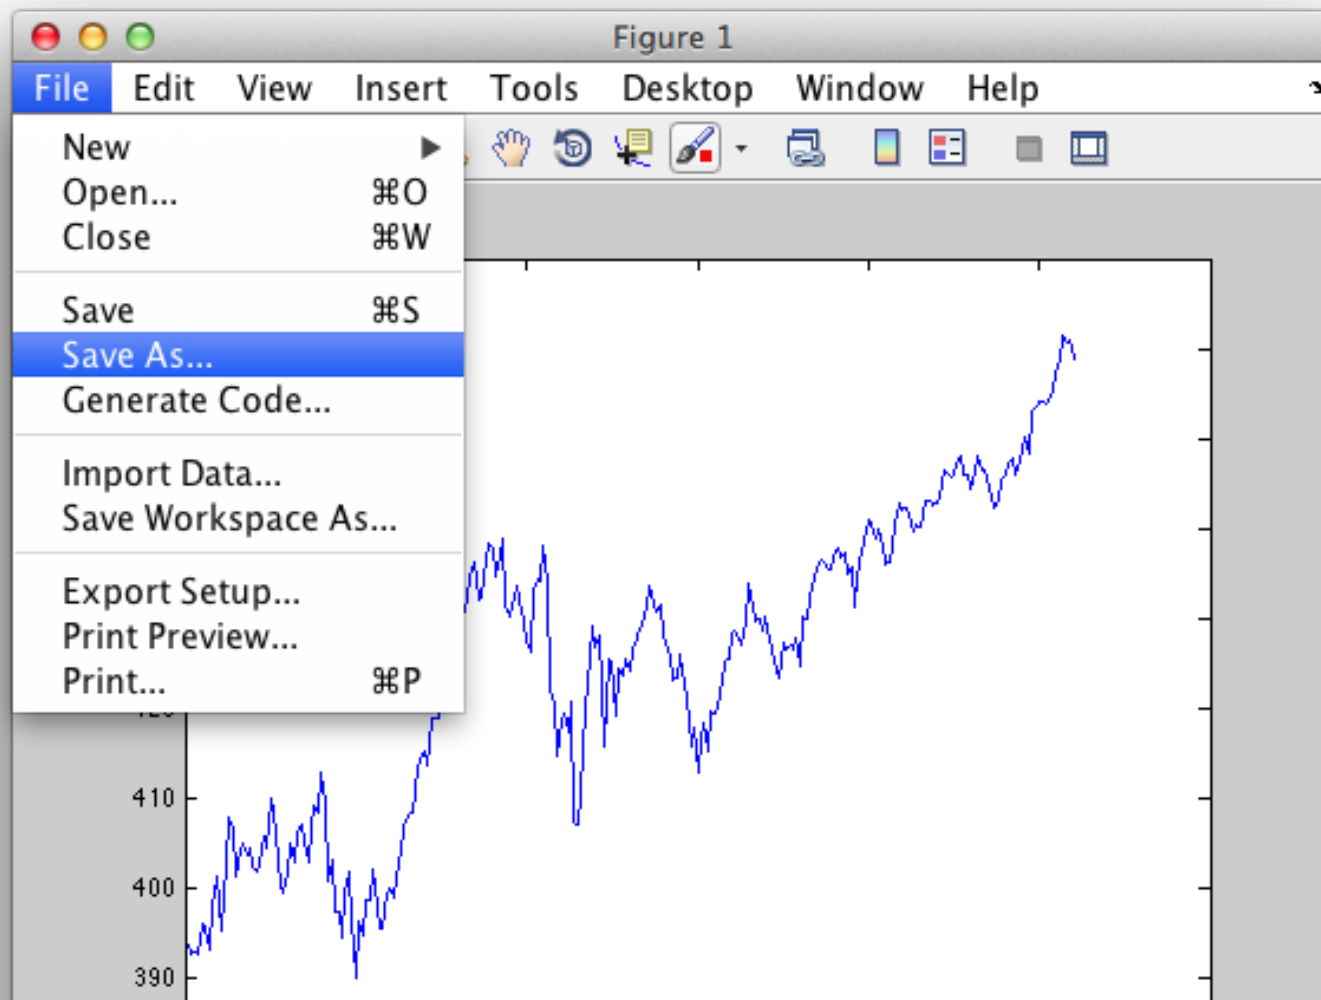 Figure 1
File Edit View Insert Tools Desktop Window Help
New ▶
Open... ⌘O
Close ⌘W
Save ⌘S
Save As...
Generate Code...
Import Data...
Save Workspace As...
Export Setup...
Print Preview...
Print... ⌘P
410
400
390